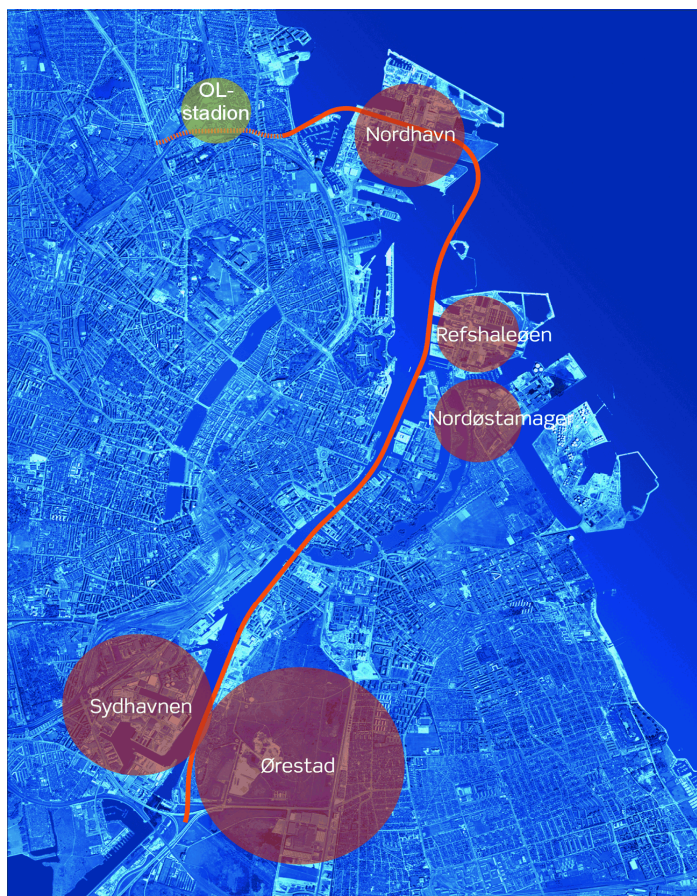 OL-
stadion
Nordhavn
Refshaleøen
Nordøstamager
Sydhavnen
Ørestad